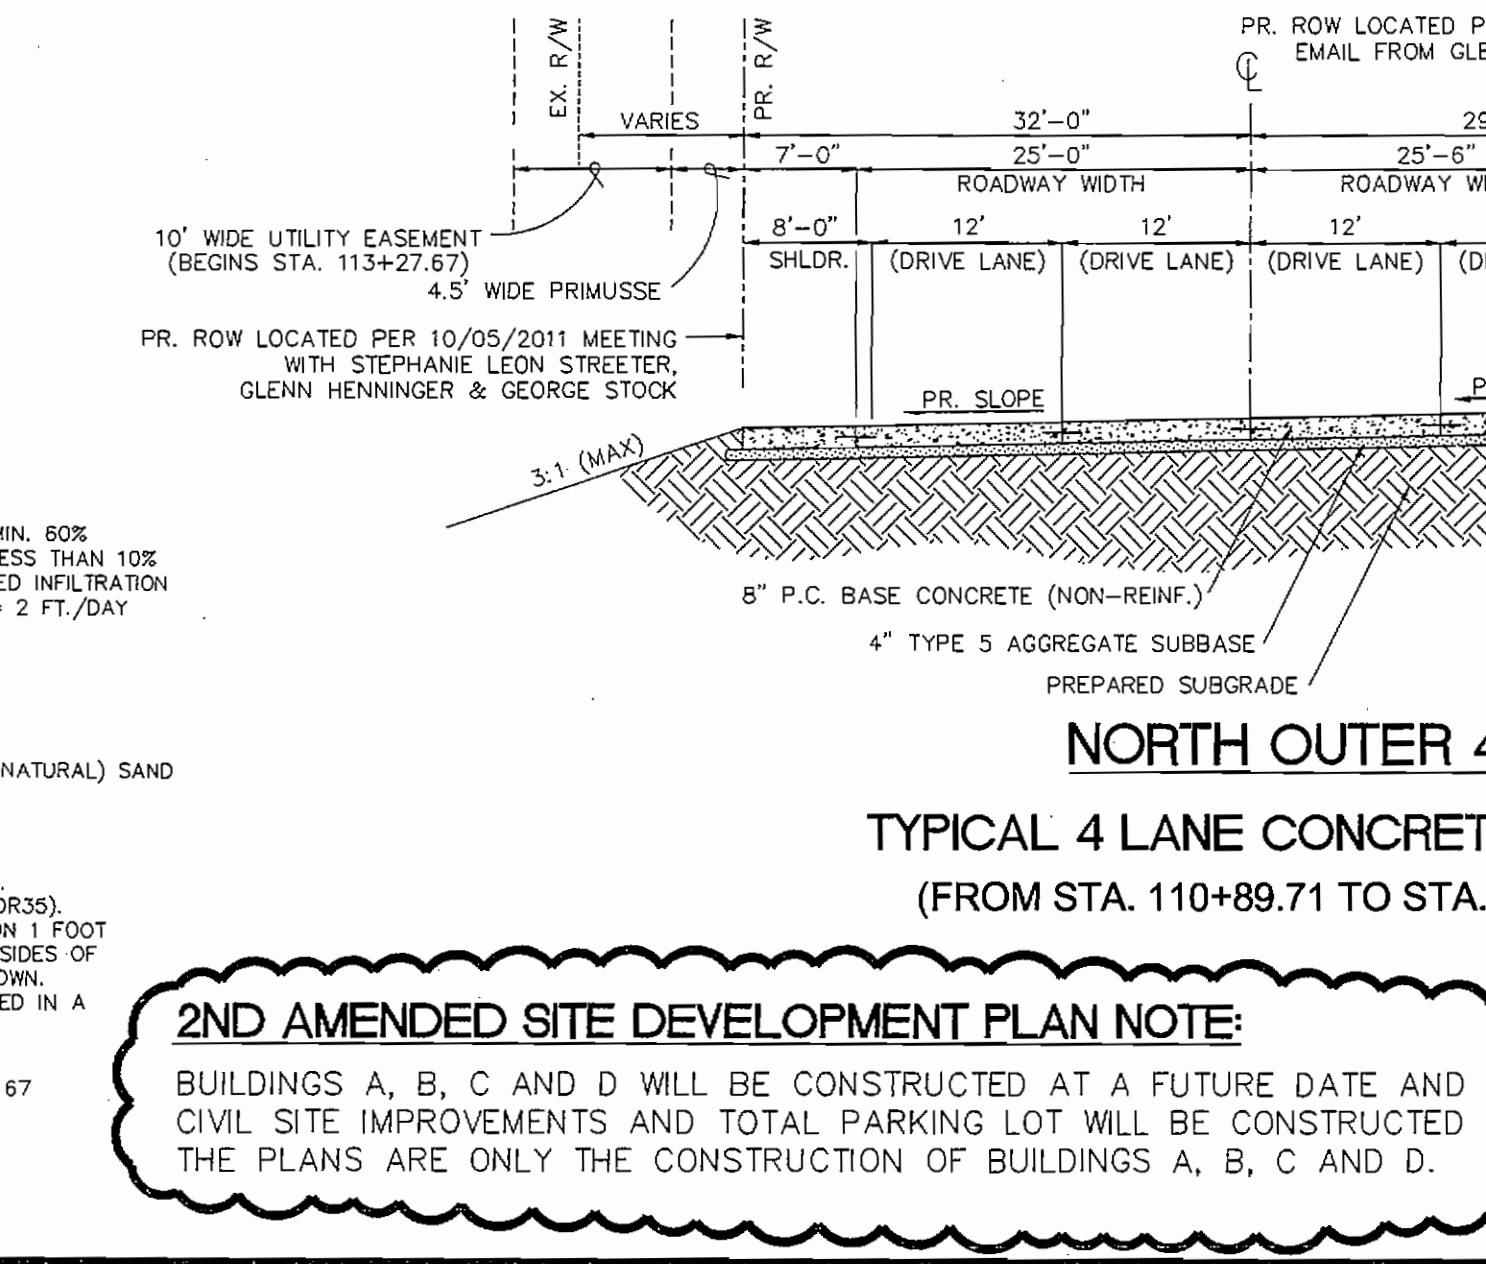 EX. R/W
PR. R/W
PR. ROW LOCATED P
EMAIL FROM GLE
VARIES
32'-0"
29
7'-0"
25'-0"
25'-6"
ROADWAY WIDTH
ROADWAY WI
10' WIDE UTILITY EASEMENT
(BEGINS STA. 113+27.67)
4.5' WIDE PRIMUSSE
8'-0"
12'
12'
12'
SHLDR.
(DRIVE LANE)
(DRIVE LANE)
(DRIVE LANE)
(D
PR. ROW LOCATED PER 10/05/2011 MEETING
WITH STEPHANIE LEON STREETER,
GLENN HENNINGER & GEORGE STOCK
PR. SLOPE
P
3:1 (MAX)
8" P.C. BASE CONCRETE (NON-REINF.)
4" TYPE 5 AGGREGATE SUBBASE
PREPARED SUBGRADE
MIN. 60%
ESS THAN 10%
ED INFILTRATION
2 FT./DAY
NATURAL) SAND
NORTH OUTER 4
TYPICAL 4 LANE CONCRET
(FROM STA. 110+89.71 TO STA.
DR35).
ON 1 FOOT
SIDES OF
OWN.
ED IN A
67
2ND AMENDED SITE DEVELOPMENT PLAN NOTE:
BUILDINGS A, B, C AND D WILL BE CONSTRUCTED AT A FUTURE DATE AND
CIVIL SITE IMPROVEMENTS AND TOTAL PARKING LOT WILL BE CONSTRUCTED
THE PLANS ARE ONLY THE CONSTRUCTION OF BUILDINGS A, B, C AND D.